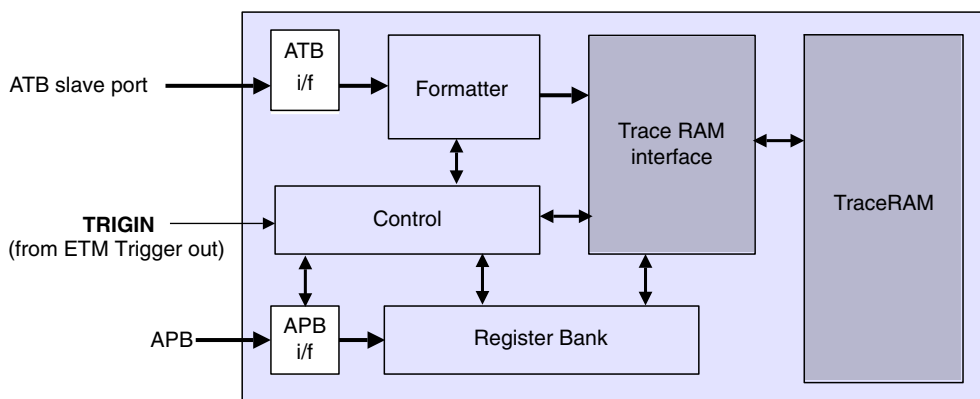 ATB
i/f
ATB slave port
Formatter
Trace RAM
interface
TraceRAM
Control
TRIGIN
(from ETM Trigger out)
APB
APB
i/f
Register Bank